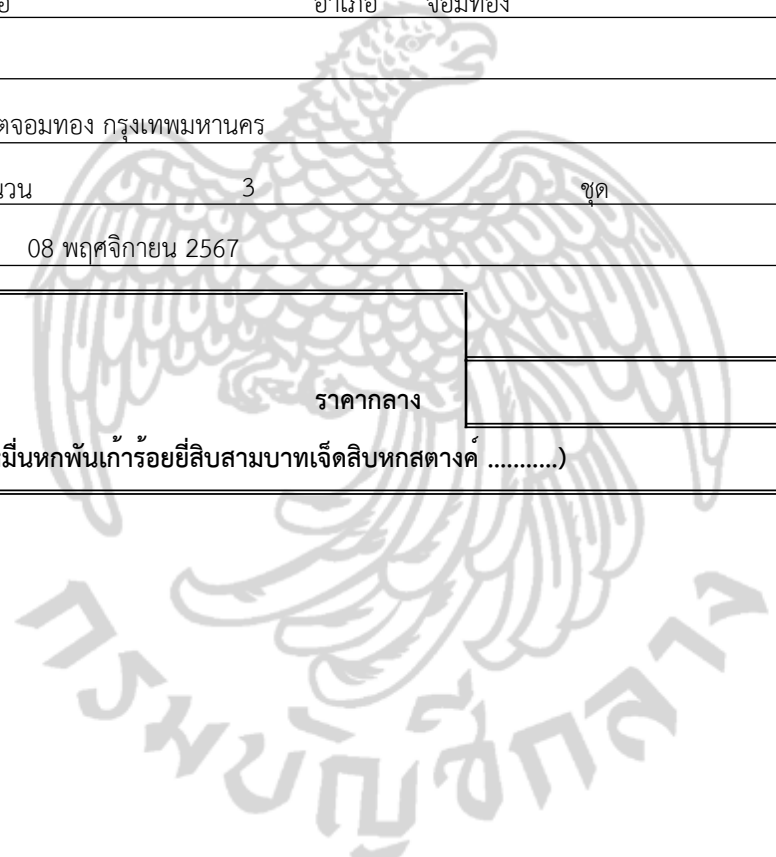 อำเภอ จอมทอง
ตจอมทอง กรุงเทพมหานคร
นวน 3 ชุด
08 พฤศจิกายน 2567
ราคากลาง
หมื่นหกพันเก้าร้อยยี่สิบสามบาทเจ็ดสิบหกสตางค์ ...........)
กรมบัญชีกลาง